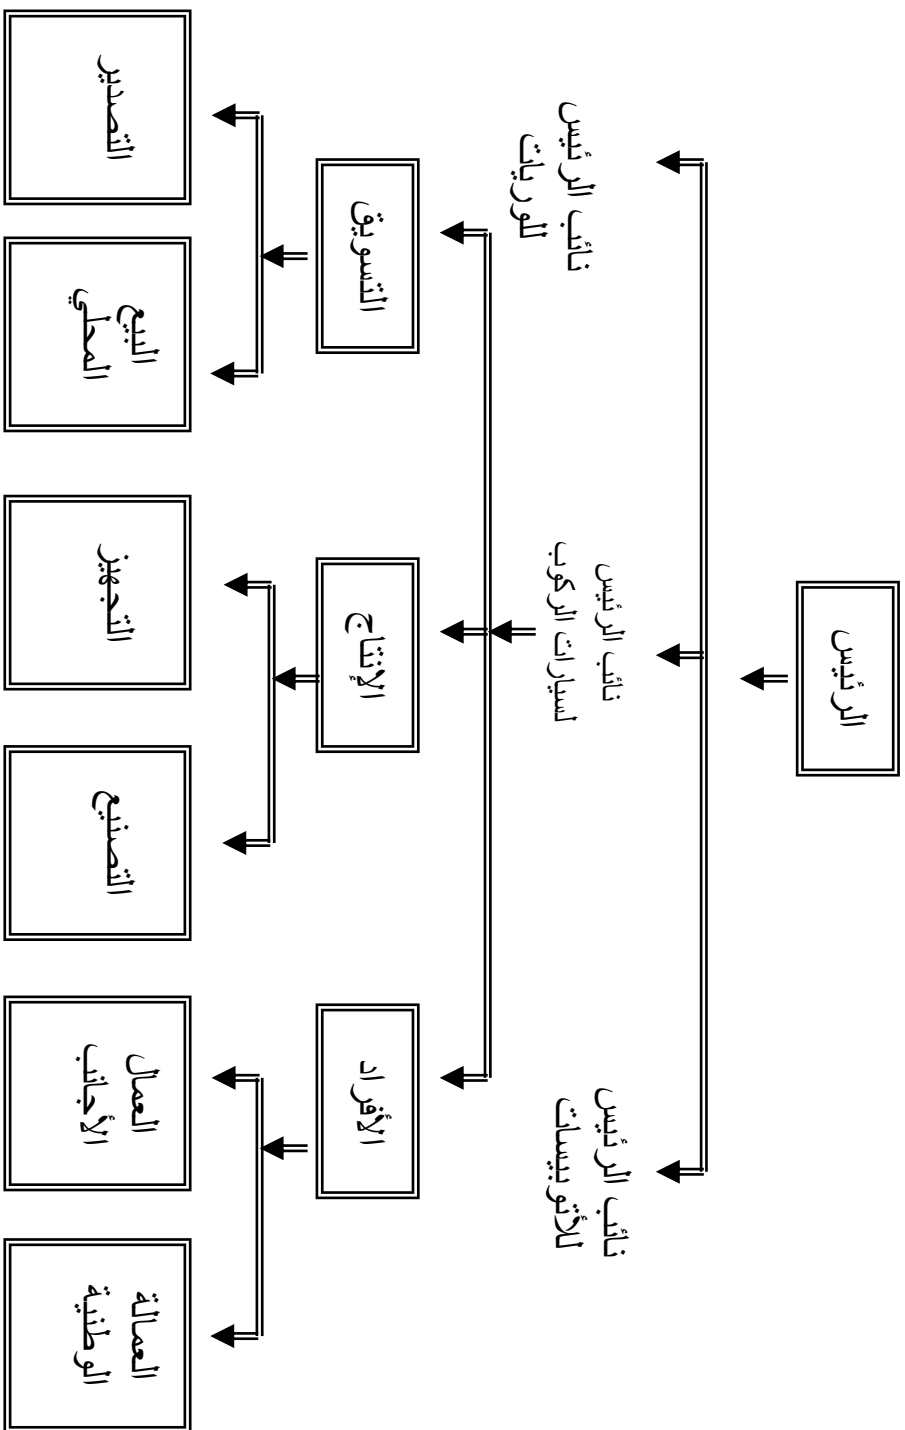 الرئيس
نائب الرئيس
للأتوبيسات
نائب الرئيس
لسيارات الركوب
نائب الرئيس
للوريات
الأفراد
الإنتاج
التسويق
العمالة
الوطنية
العمال
الأجانب
التصنيع
التجهيز
البيع
المحلي
التصدير